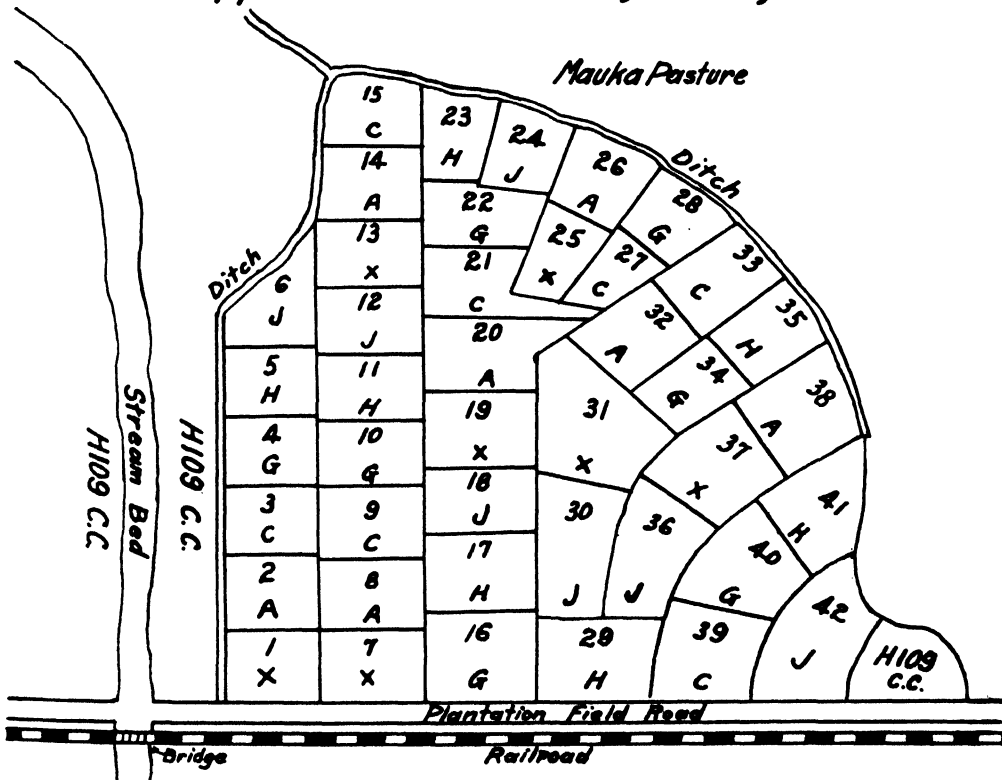 Mauka Pasture
Ditch
Ditch
15
C
14
A
13
X
12
J
11
H
10
G
9
C
8
A
7
X
6
J
5
H
4
G
3
C
2
A
1
X
23
H
24
J
22
G
21
C
20
A
19
X
18
J
17
H
16
G
26
A
25
X
28
G
27
C
33
C
32
A
35
H
34
G
31
X
38
A
37
X
30
J
36
J
41
H
40
G
29
H
39
C
42
J
H109
C.C.
H109 C.C.
Stream Bed
H109 C.C.
Plantation Field Road
Bridge
Railroad